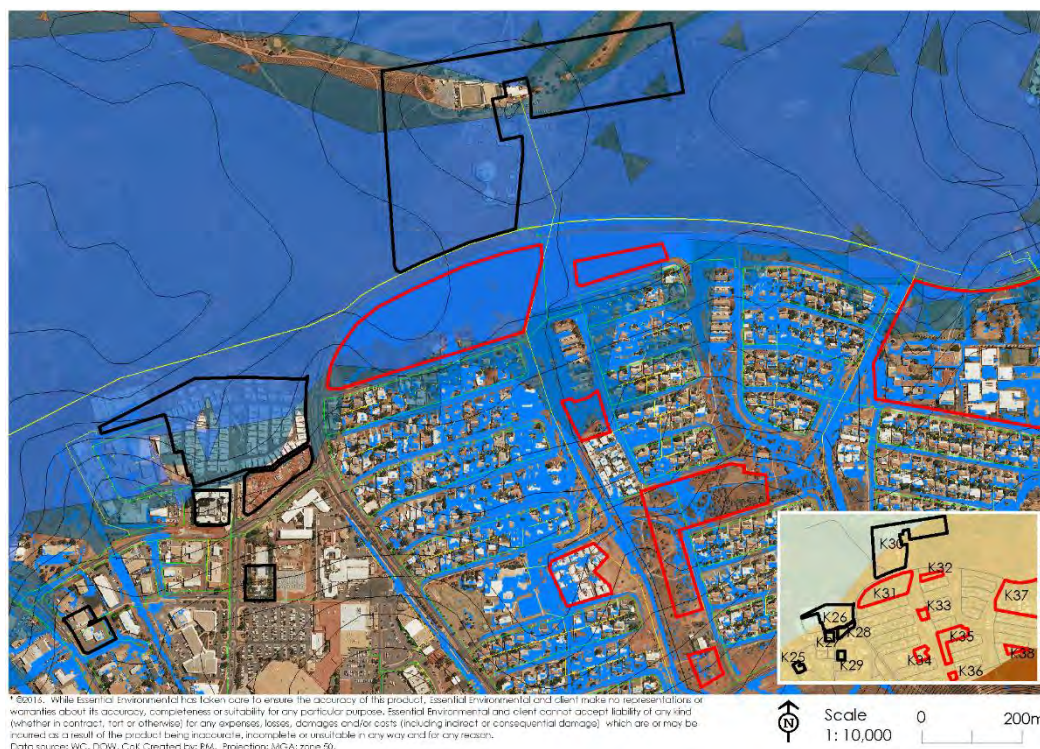 K30
K32
K31
K33
K37
K26
K28
K27
K35
K25
K29
K34
K38
K36
* ©2016. While Essential Environmental has taken care to ensure the accuracy of this product, Essential Environmental and client make no representations or
warranties about its accuracy, completeness or suitability for any particular purpose. Essential Environmental and client cannot accept liability of any kind
(whether in contract, tort or otherwise) for any expenses, losses, damages and/or costs (including indirect or consequential damage) which are or may be
incurred as a result of the product being inaccurate, incomplete or unsuitable in any way and for any reason.
Data source: WC, DOW, CoK Created by: RM. Projection: MGA: zone 50.
N
Scale
1: 10,000
0
200m